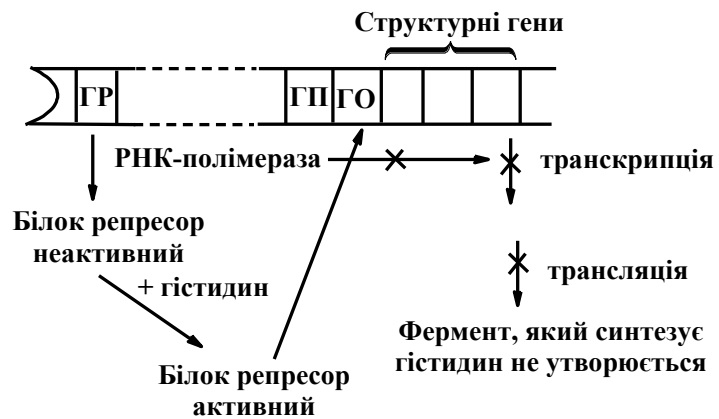 Структурні гени
ГР
ГП
ГО
РНК-полімераза
транскрипція
Білок репресор
неактивний
+ гістидин
трансляція
Фермент, який синтезує
гістидин не утворюється
Білок репресор
активний